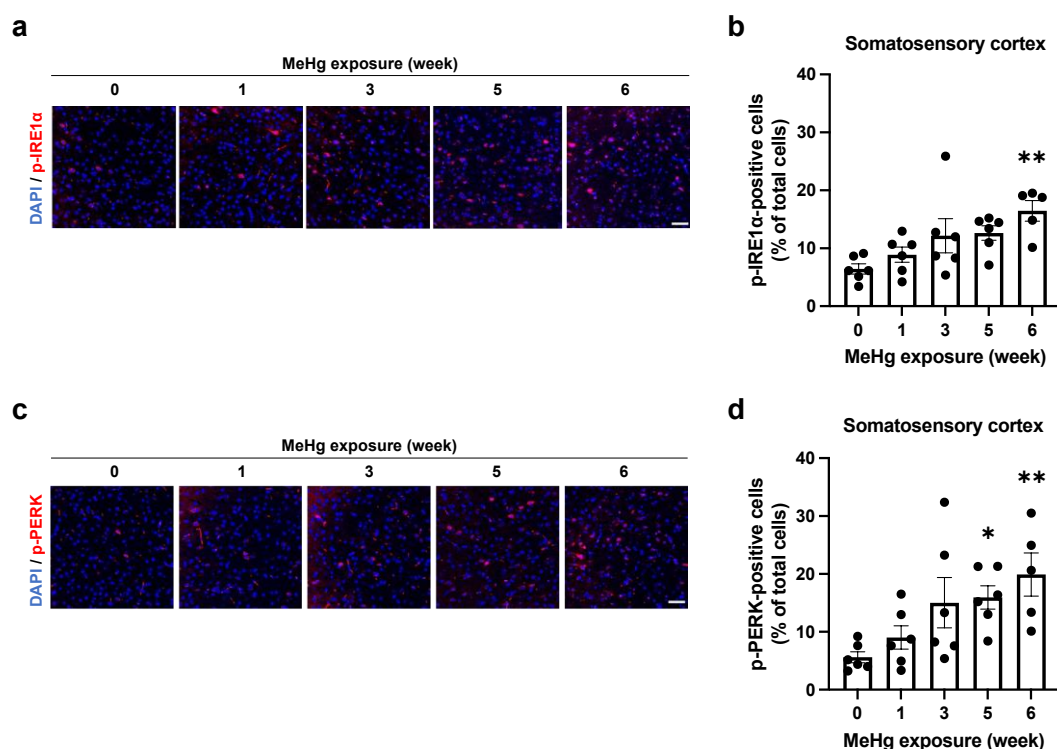 a
MeHg exposure (week)
0 1 3 5 6
DAPI / p-IRE1α
b
Somatosensory cortex
p-IRE1α-positive cells
(% of total cells)
40
30
20
10
0
**
0 1 3 5 6
MeHg exposure (week)
c
MeHg exposure (week)
0 1 3 5 6
DAPI / p-PERK
d
Somatosensory cortex
p-PERK-positive cells
(% of total cells)
40
30
20
10
0
* **
0 1 3 5 6
MeHg exposure (week)